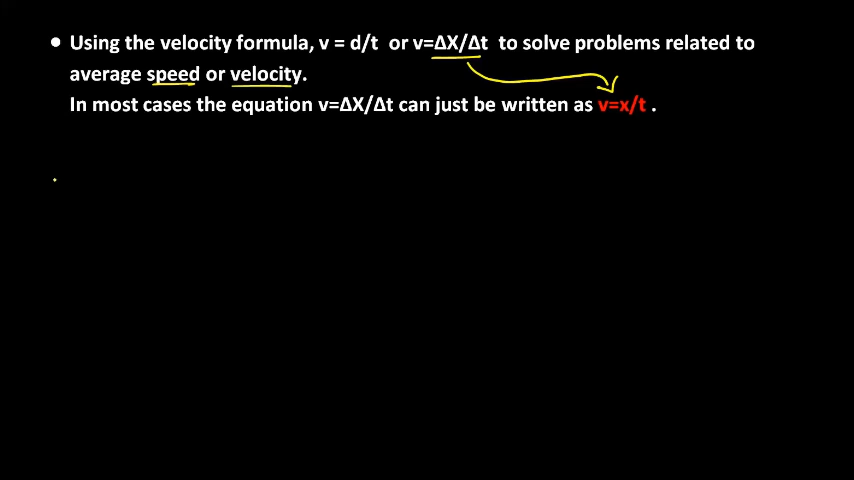 • Using the velocity formula, v = d/t or v=ΔX/Δt to solve problems related to
average speed or velocity.
In most cases the equation v=ΔX/Δt can just be written as v=x/t .